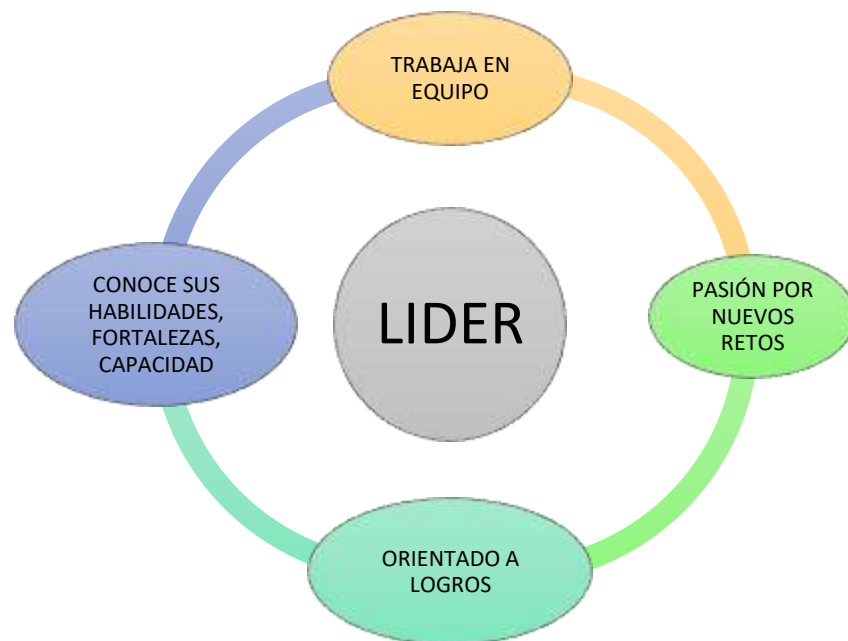 TRABAJA EN
EQUIPO
PASIÓN POR
NUEVOS
RETOS
ORIENTADO A
LOGROS
CONOCE SUS
HABILIDADES,
FORTALEZAS,
CAPACIDAD
LIDER